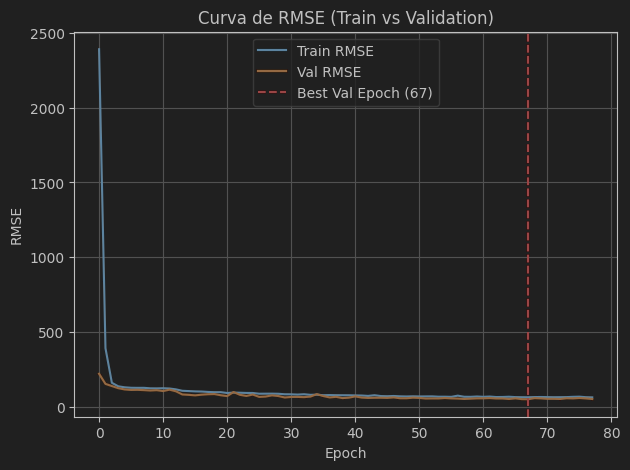 Curva de RMSE (Train vs Validation)
2500
2000
1500
1000
500
0
RMSE
Train RMSE
Val RMSE
Best Val Epoch (67)
0 10 20 30 40 50 60 70 80
Epoch